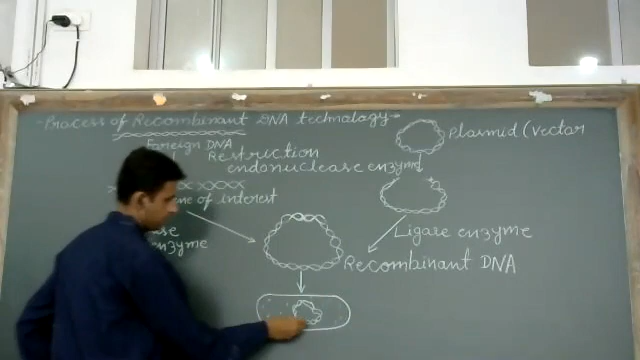 Process of Recombinant DNA technology
Plasmid (Vector
Foreign DNA
Restriction
endonuclease enzyme
of interest
Ligase enzyme
enzyme
Recombinant DNA